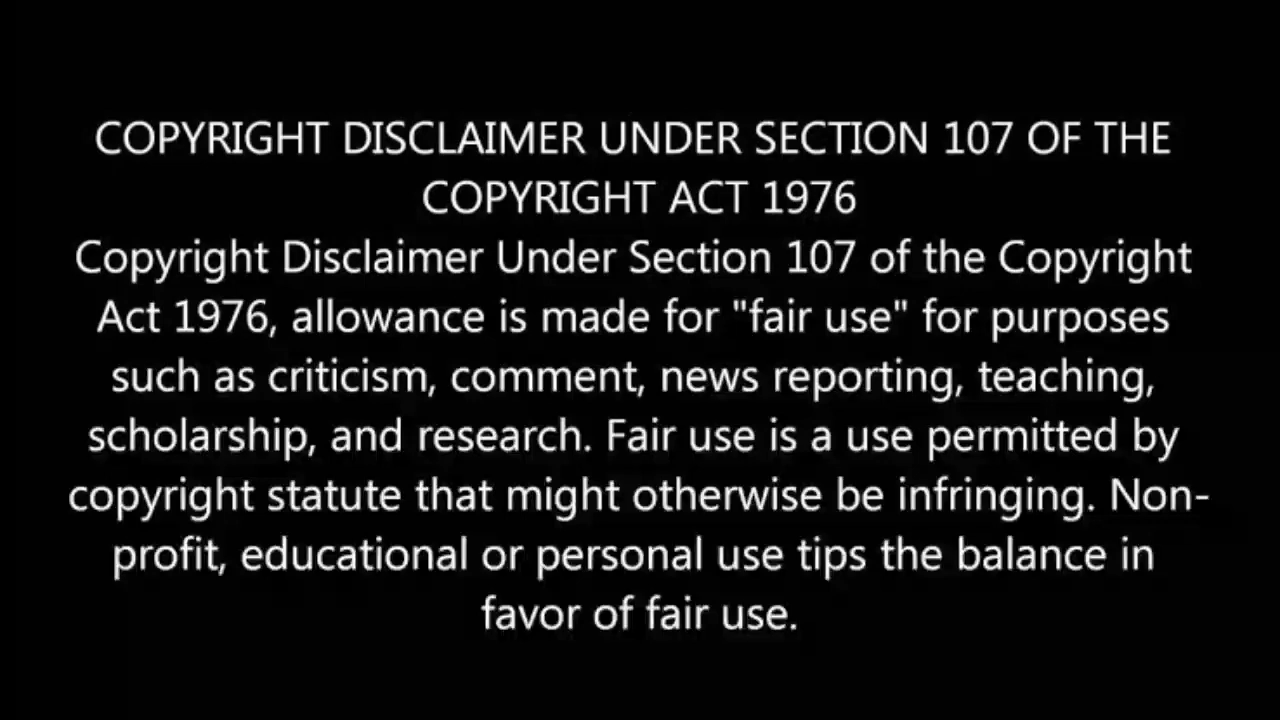 COPYRIGHT DISCLAIMER UNDER SECTION 107 OF THE
COPYRIGHT ACT 1976
Copyright Disclaimer Under Section 107 of the Copyright
Act 1976, allowance is made for "fair use" for purposes
such as criticism, comment, news reporting, teaching,
scholarship, and research. Fair use is a use permitted by
copyright statute that might otherwise be infringing. Non-
profit, educational or personal use tips the balance in
favor of fair use.